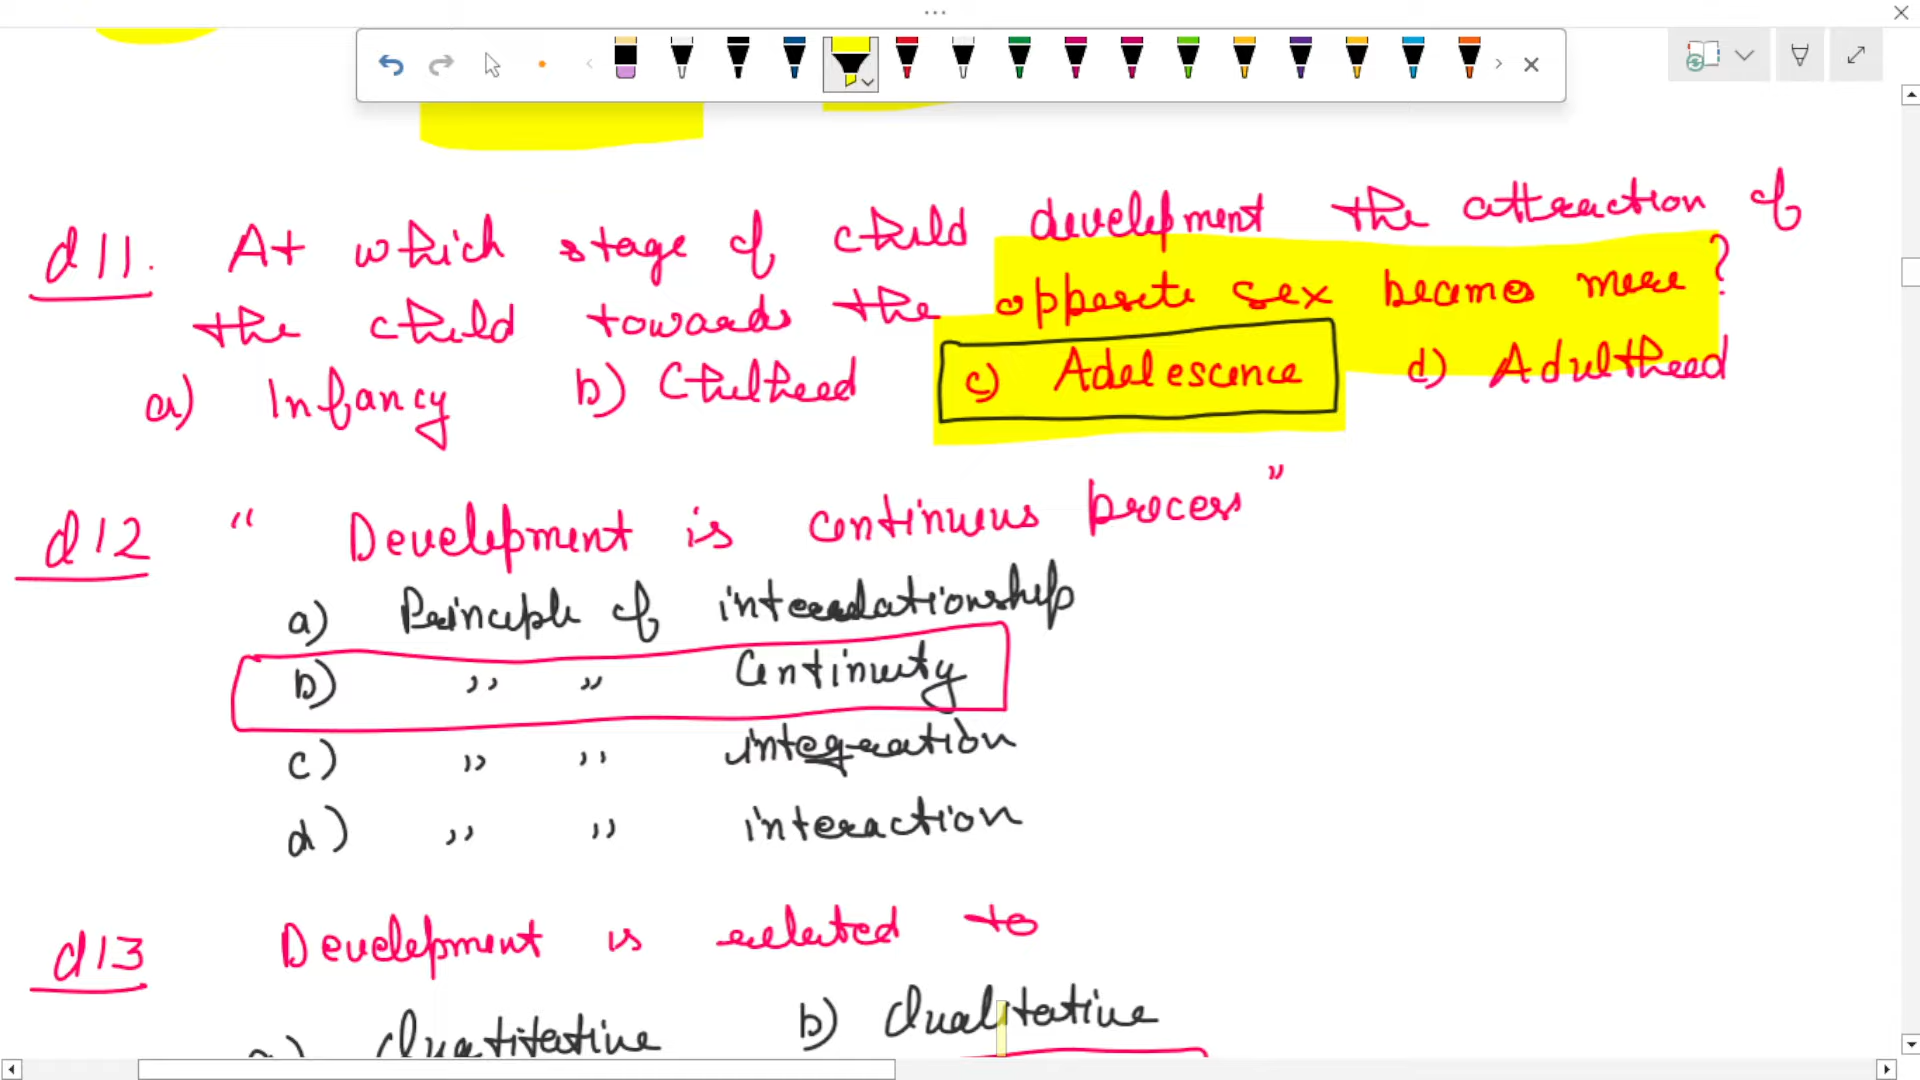 Q11. At which stage of child development the attraction of
the child towards the opposite sex becomes more?
a) Infancy b) Childhood c) Adolescence d) Adulthood
Q12 " Development is continuous process "
a) Principle of interrelationship
b) " " Continuity
c) " " integration
d) " " interaction
Q13 Development is related to
a) Quantitative b) Qualitative